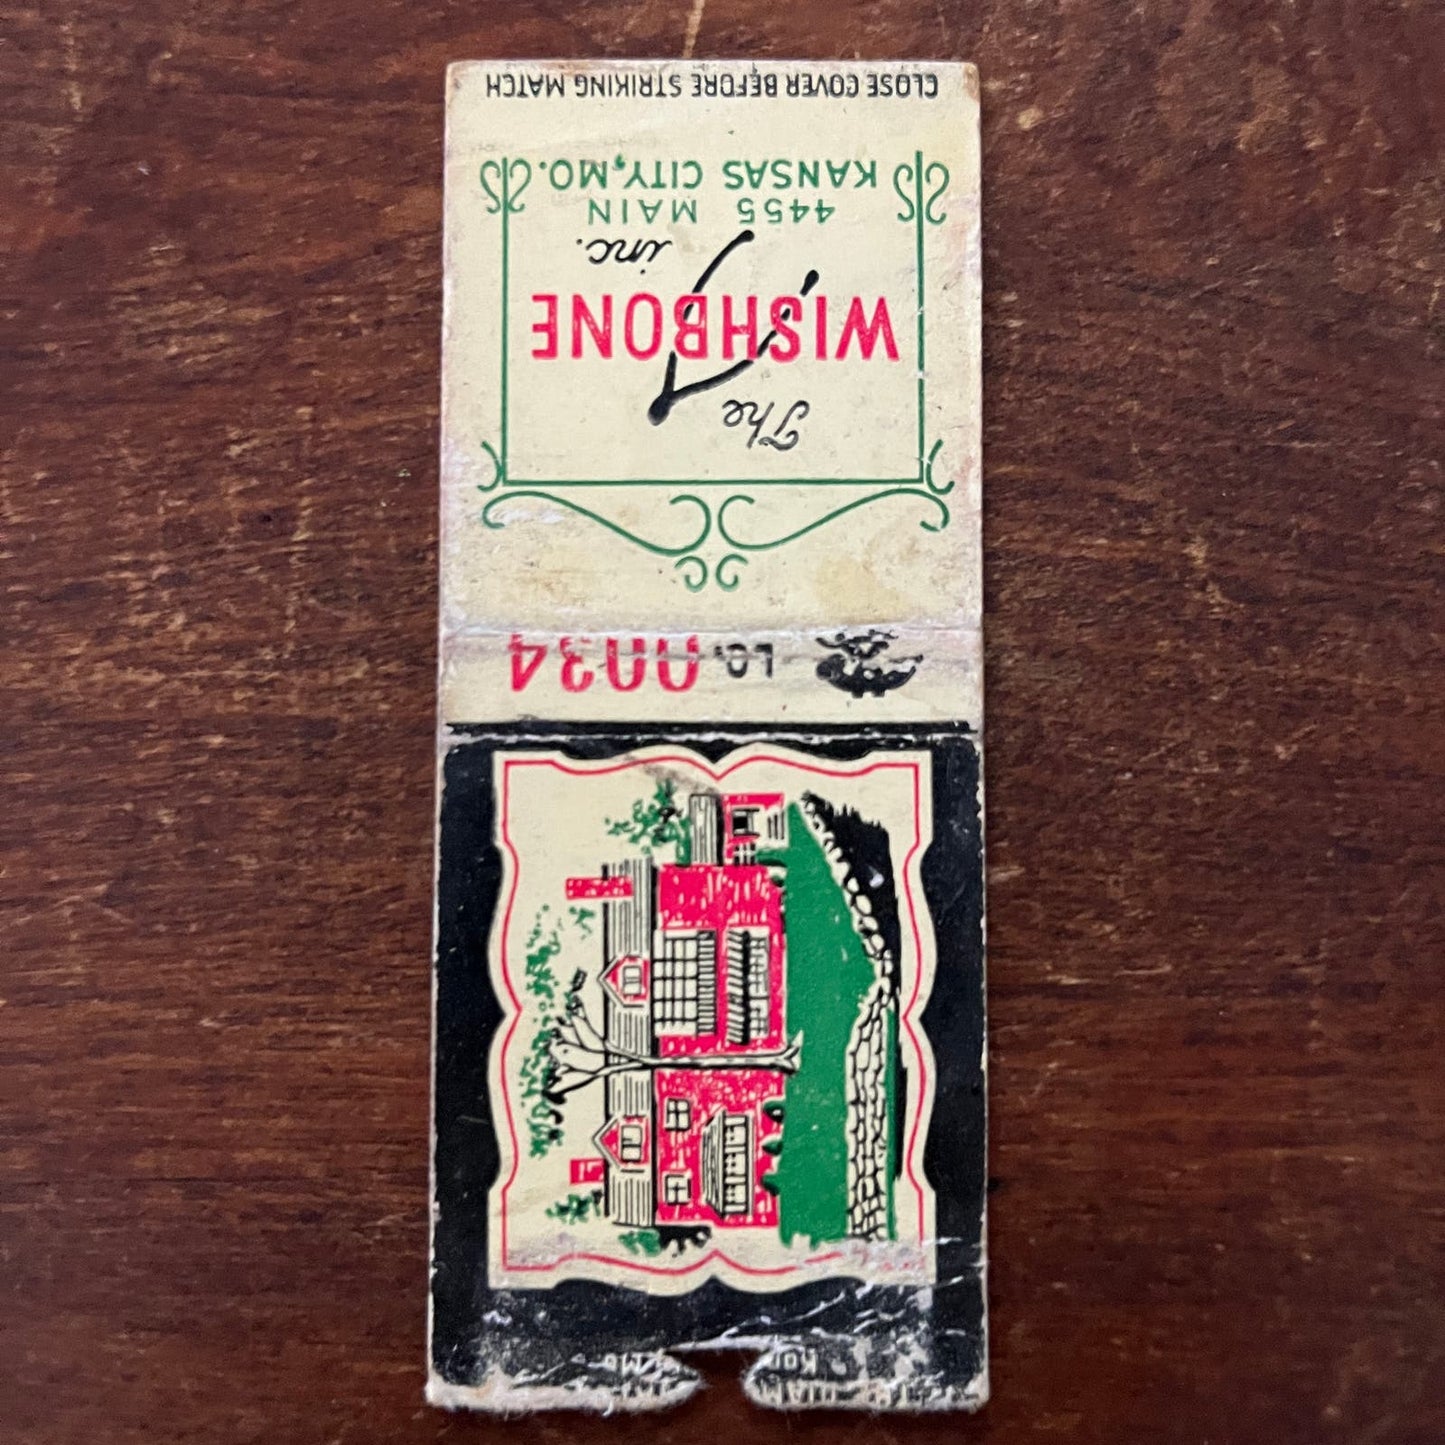 The
WISHBONE
inc.
4455 MAIN
KANSAS CITY, MO.
CLOSE COVER BEFORE STRIKING MATCH
LO. 0034